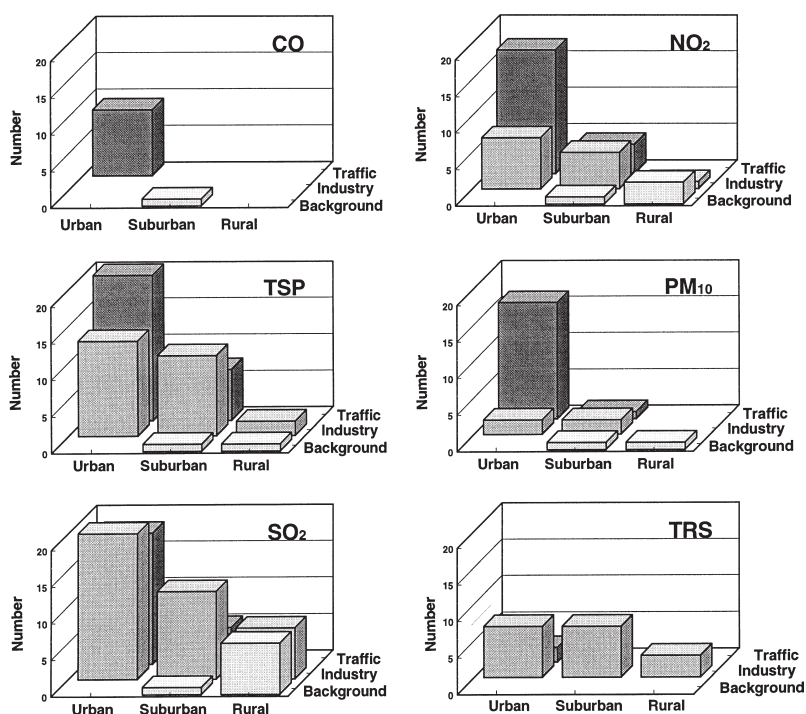 CO
Number
20
15
10
5
0
Urban Suburban Rural
Traffic
Industry
Background
NO2
Number
20
15
10
5
0
Urban Suburban Rural
Traffic
Industry
Background
TSP
Number
20
15
10
5
0
Urban Suburban Rural
Traffic
Industry
Background
PM10
Number
20
15
10
5
0
Urban Suburban Rural
Traffic
Industry
Background
SO2
Number
20
15
10
5
0
Urban Suburban Rural
Traffic
Industry
Background
TRS
Number
20
15
10
5
0
Urban Suburban Rural
Traffic
Industry
Background